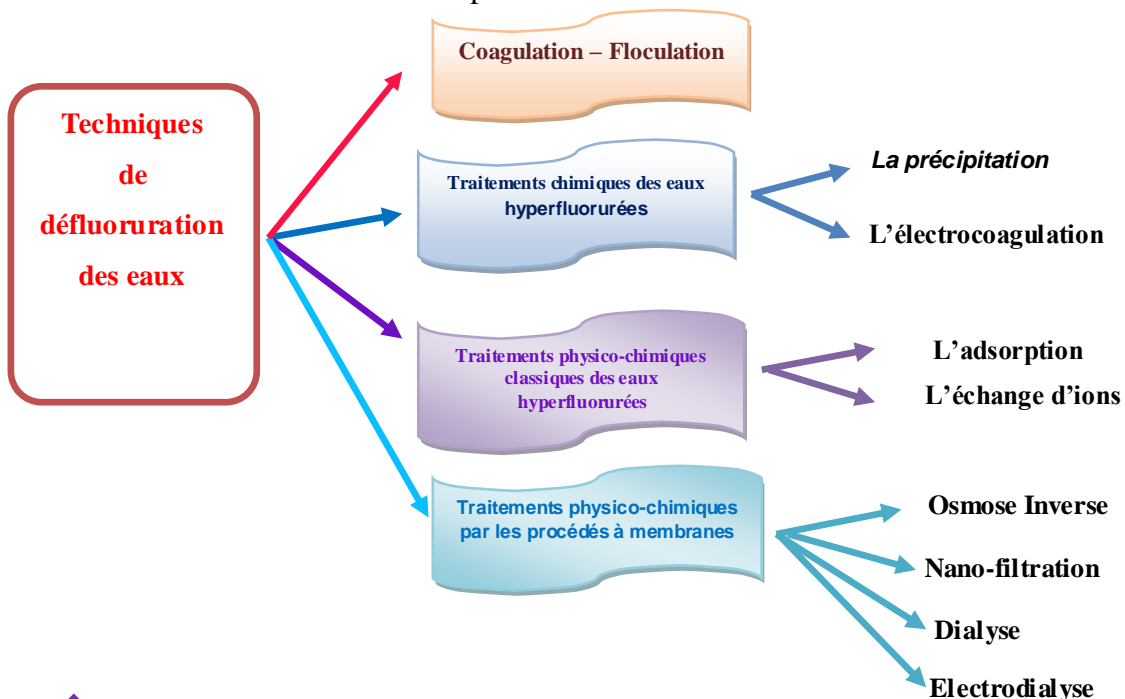 Techniques
de
défluoruration
des eaux
Coagulation – Floculation
Traitements chimiques des eaux
hyperfluorurées
La précipitation
L’électrocoagulation
Traitements physico-chimiques
classiques des eaux
hyperfluorurées
L’adsorption
L’échange d’ions
Traitements physico-chimiques
par les procédés à membranes
Osmose Inverse
Nano-filtration
Dialyse
Electrodialyse